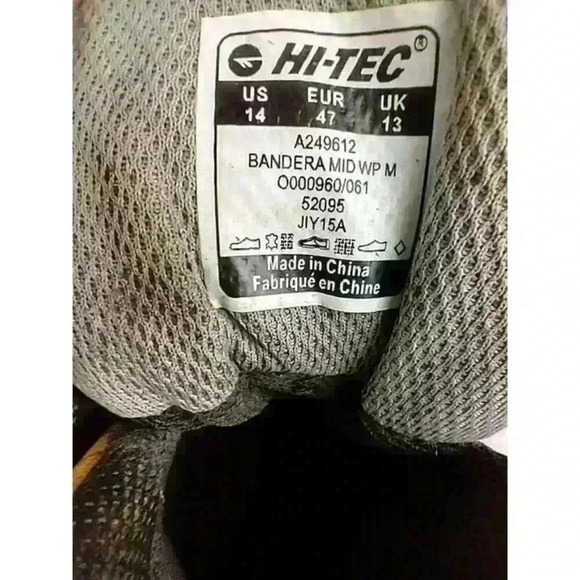 HI-TEC®
US EUR UK
14 47 13
A249612
BANDERA MID WP M
O000960/061
52095
JIY15A
Made in China
Fabriqué en Chine